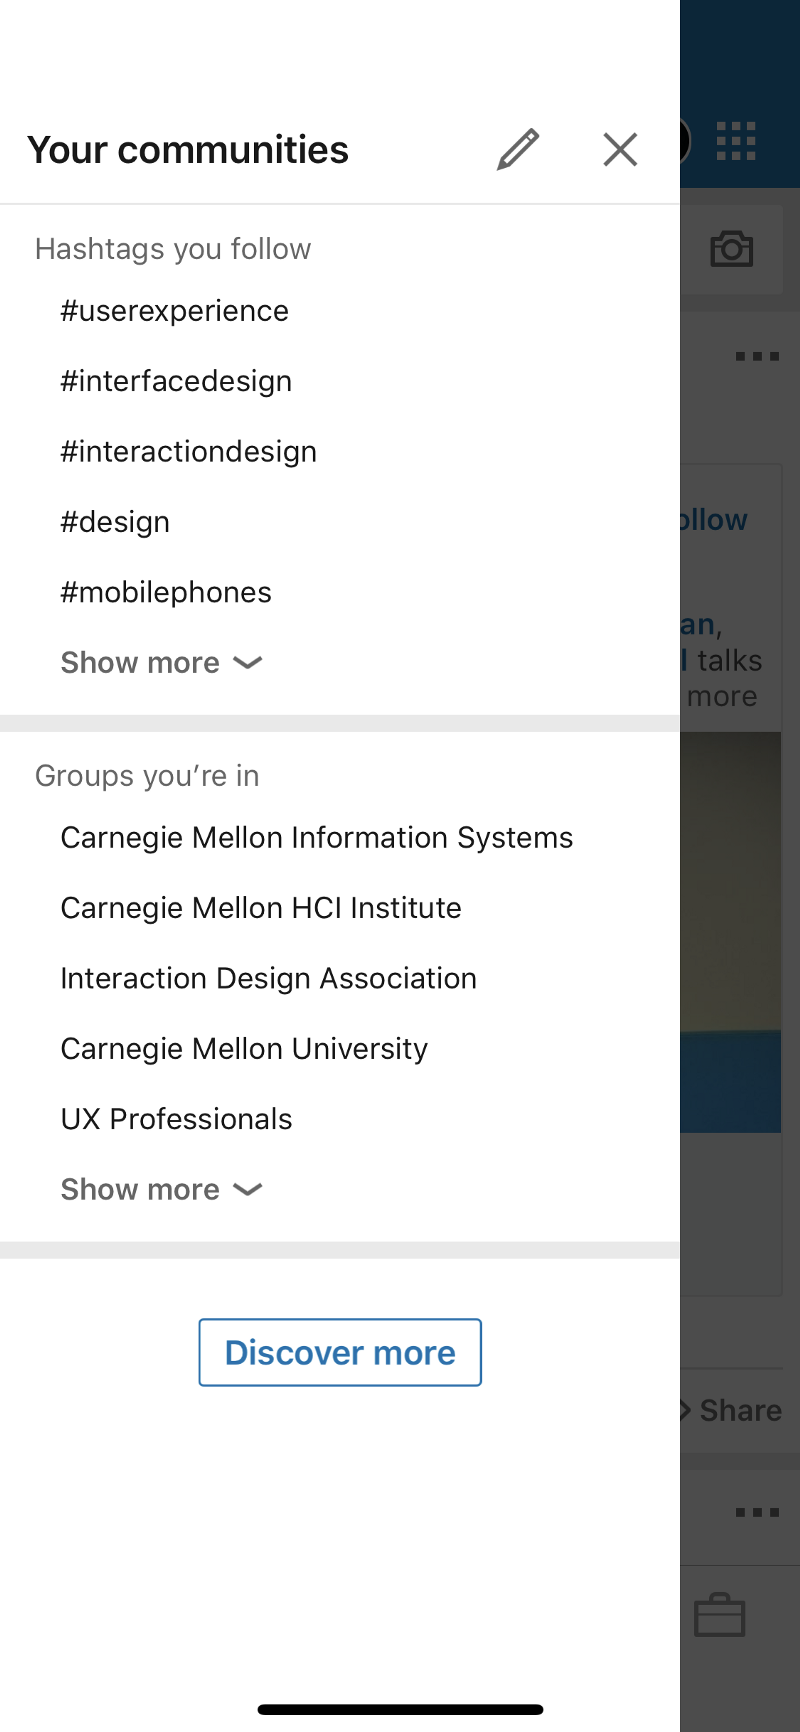 Your communities
Hashtags you follow
#userexperience
#interfacedesign
#interactiondesign
#design
#mobilephones
Show more
Groups you’re in
Carnegie Mellon Information Systems
Carnegie Mellon HCI Institute
Interaction Design Association
Carnegie Mellon University
UX Professionals
Show more
Discover more
talks
more
Share